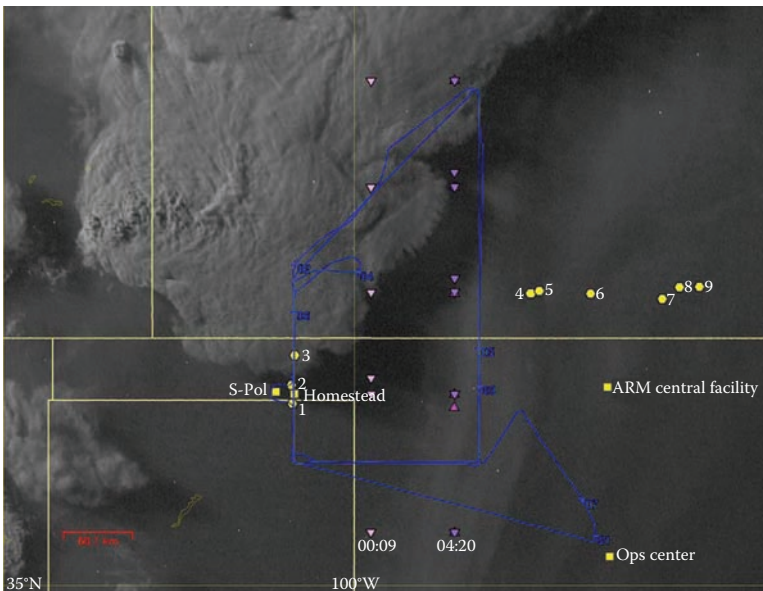 4 5 6 7 8 9
3
S-Pol 2 Homestead
1
ARM central facility
00:09 04:20
Ops center
35°N 100°W